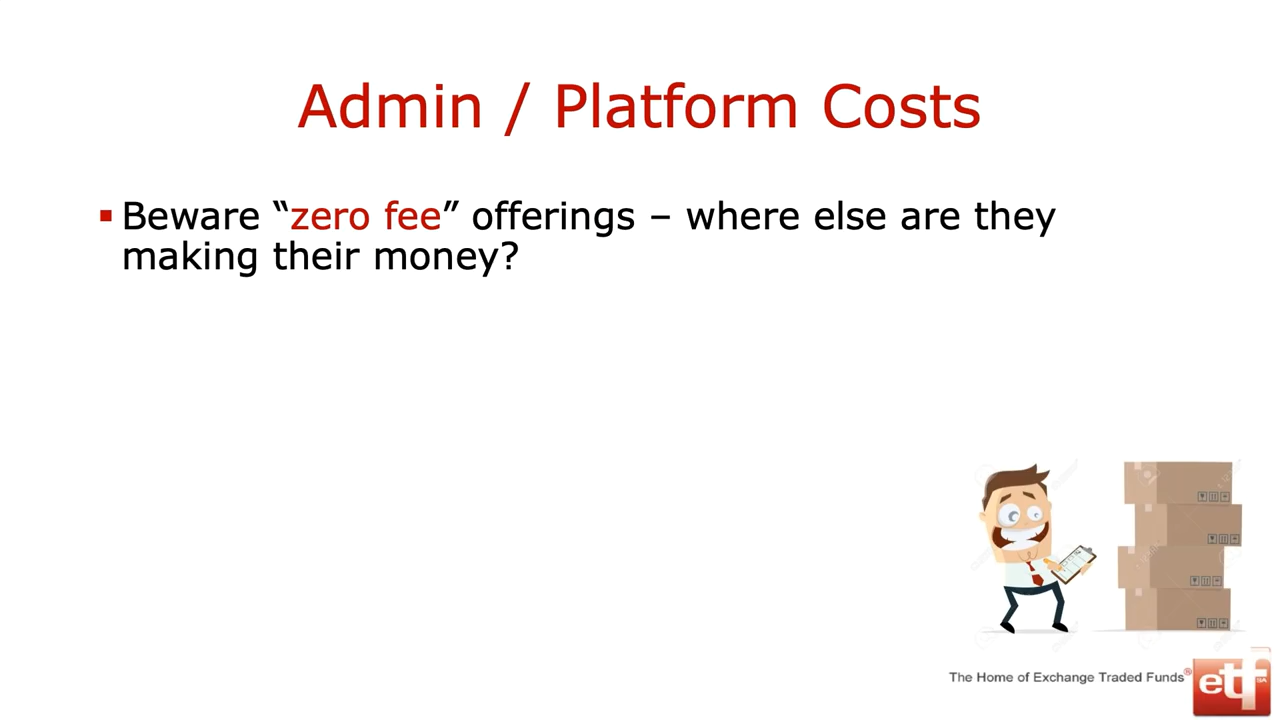 Admin / Platform Costs
Beware “zero fee” offerings – where else are they
making their money?
The Home of Exchange Traded Funds®
etf
SA